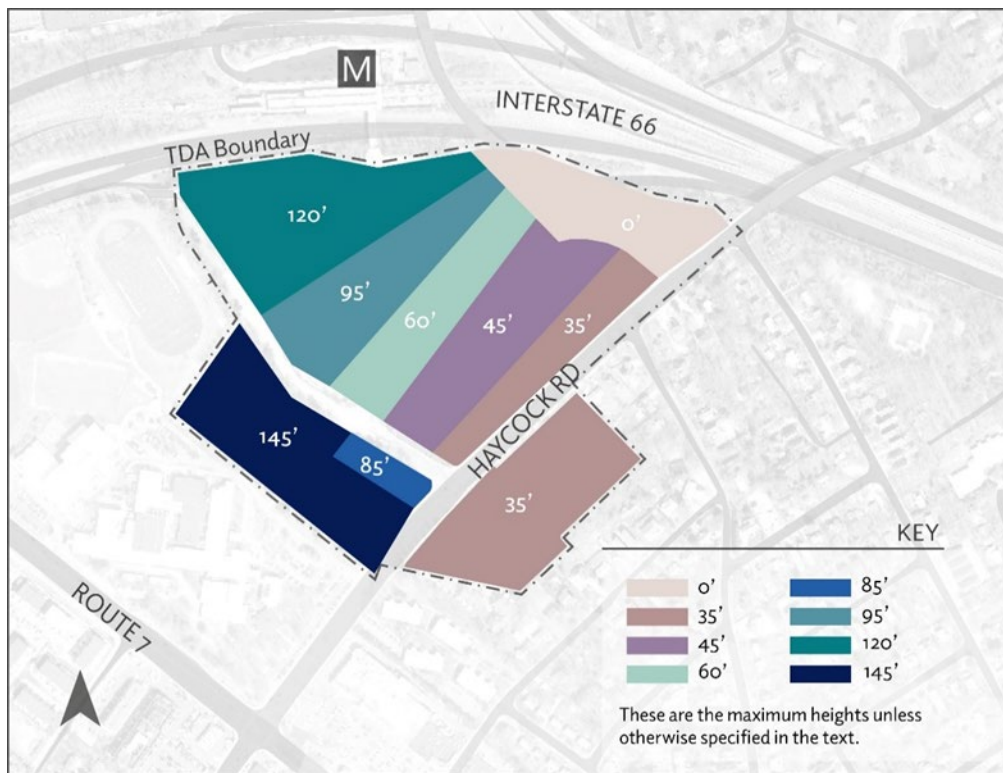 M
INTERSTATE 66
TDA Boundary
120'
0'
95'
60'
45'
35'
145'
85'
HAYCOCK RD
35'
ROUTE 7
KEY
0'
35'
45'
60'
85'
95'
120'
145'
These are the maximum heights unless
otherwise specified in the text.